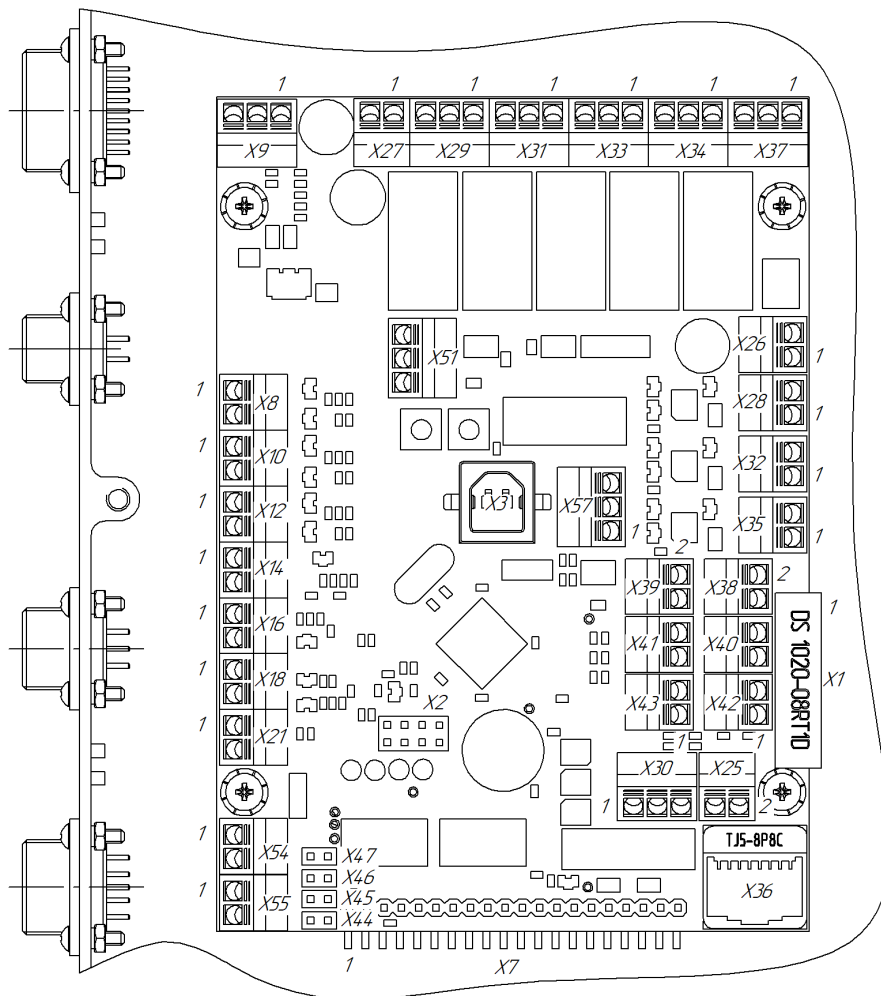 1 1 1 1 1 1 1
X9 X27 X29 X31 X33 X34 X37
X51 X26 1
1 X8 X28 1
1 X10 X32 1
1 X12 X3 X57 X35 1
1
1 X14 2
X39 X38 2
1 X16 DS 1020-08RT1D 1
X41 X40
1 X18 X43 X42 X1
X2
1 X21 1 1
X30 X25
1 2
1 X54 X47 TJ5-8P8C
X46 X36
1 X55 X45
X44
1 X7